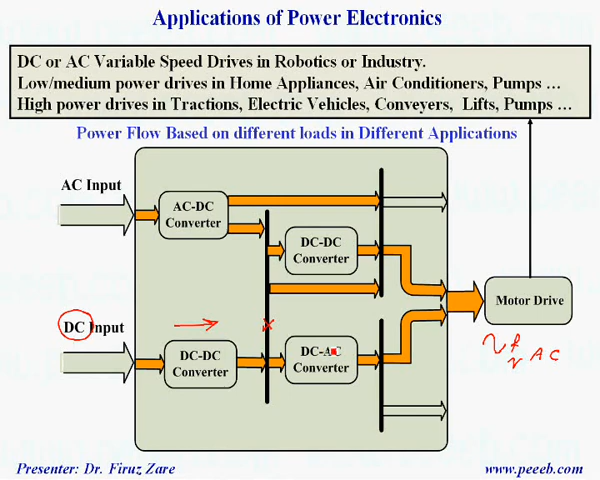 Applications of Power Electronics
DC or AC Variable Speed Drives in Robotics or Industry.
Low/medium power drives in Home Appliances, Air Conditioners, Pumps ...
High power drives in Tractions, Electric Vehicles, Conveyers, Lifts, Pumps ...
Power Flow Based on different loads in Different Applications
AC Input
AC-DC
Converter
DC-DC
Converter
Motor Drive
DC Input
DC-DC
Converter
DC-AC
Converter
AC
Presenter: Dr. Firuz Zare
www.peeeb.com